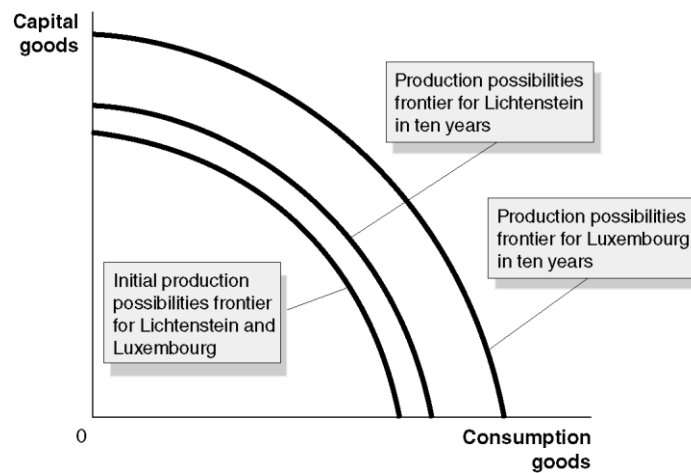 Capital
goods
Production possibilities
frontier for Lichtenstein
in ten years
Production possibilities
frontier for Luxembourg
in ten years
Initial production
possibilities frontier
for Lichtenstein and
Luxembourg
0
Consumption
goods